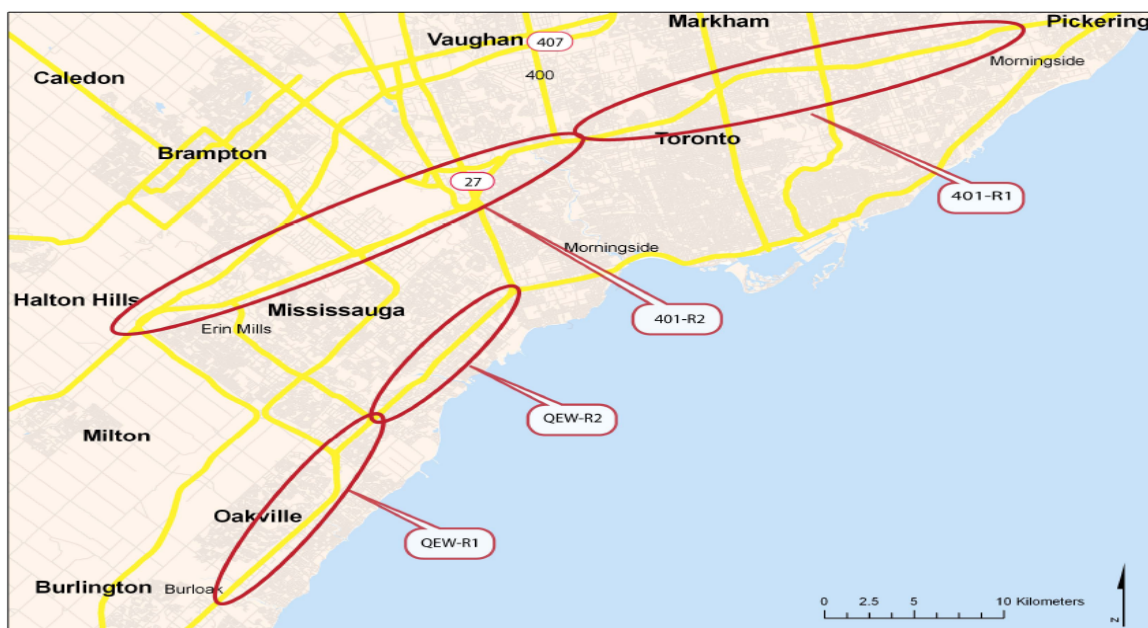 Markham
Pickering
Vaughan
407
Morningside
400
Caledon
Toronto
Brampton
27
401-R1
Morningside
Halton Hills
Mississauga
401-R2
Erin Mills
QEW-R2
Milton
Oakville
QEW-R1
Burlington
Burloak
0 2.5 5 10 Kilometers
N